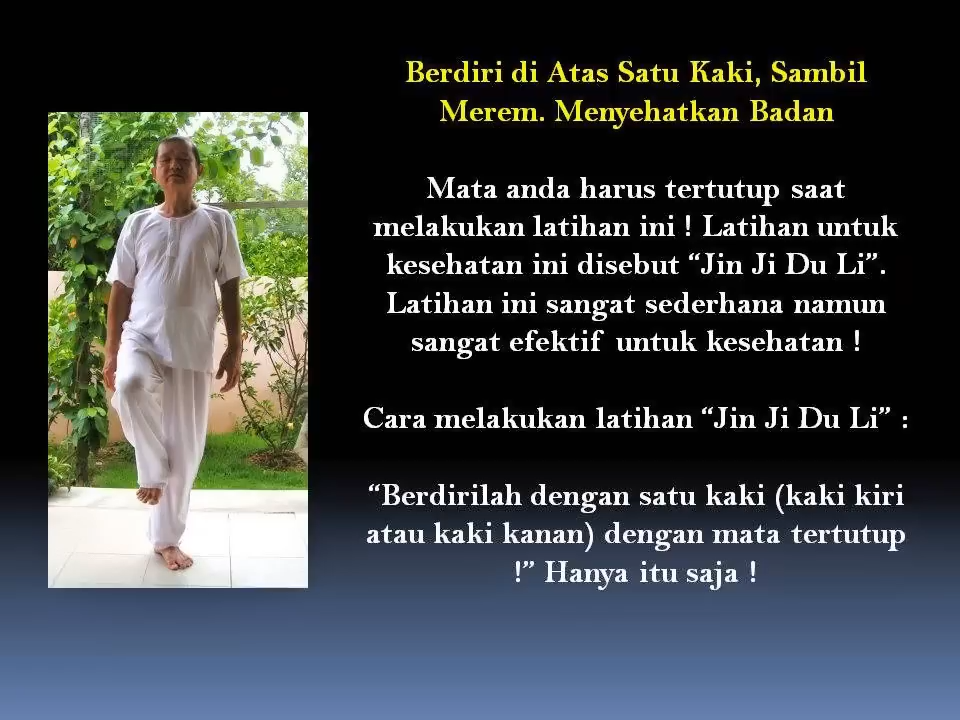 Berdiri di Atas Satu Kaki, Sambil
Merem. Menyehatkan Badan
Mata anda harus tertutup saat
melakukan latihan ini ! Latihan untuk
kesehatan ini disebut “Jin Ji Du Li”.
Latihan ini sangat sederhana namun
sangat efektif untuk kesehatan !
Cara melakukan latihan “Jin Ji Du Li” :
“Berdirilah dengan satu kaki (kaki kiri
atau kaki kanan) dengan mata tertutup
!” Hanya itu saja !